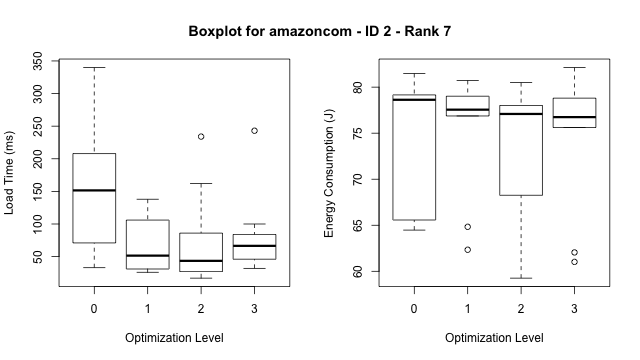 Boxplot for amazoncom - ID 2 - Rank 7
Load Time (ms)
350
300
250
200
150
100
50
0 1 2 3
Optimization Level
Energy Consumption (J)
80
75
70
65
60
0 1 2 3
Optimization Level